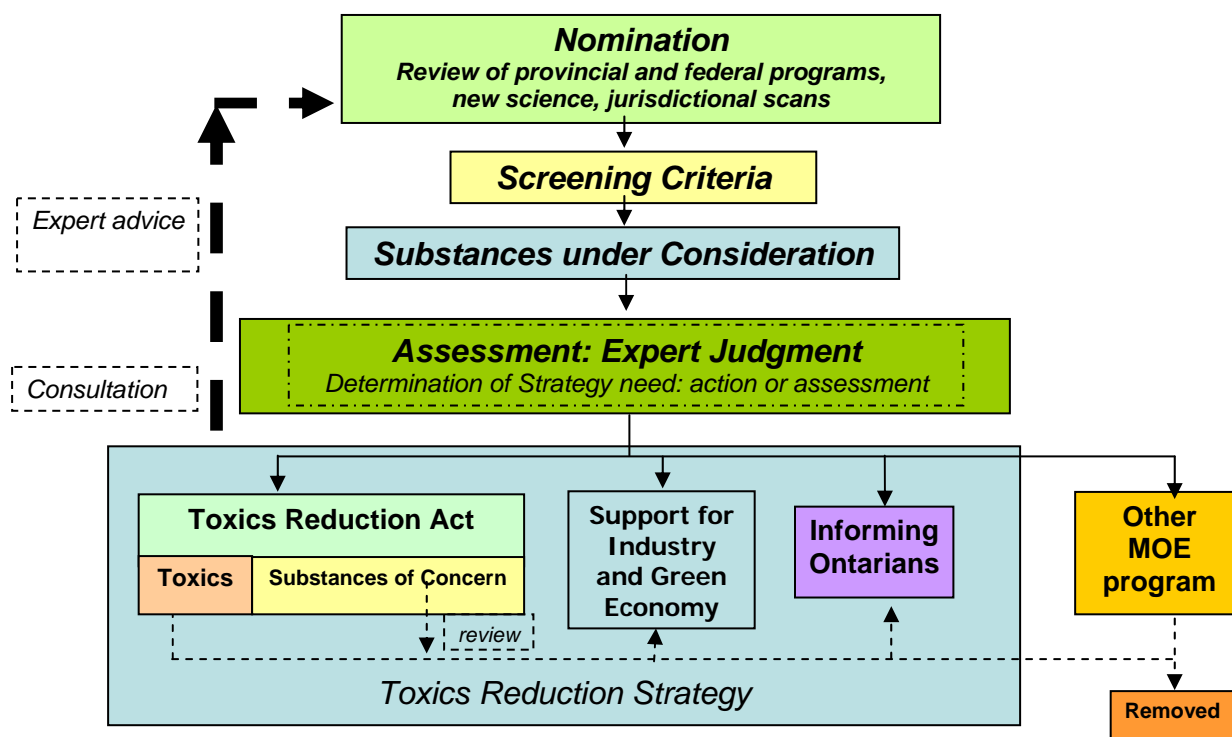 Nomination
Review of provincial and federal programs,
new science, jurisdictional scans
Screening Criteria
Expert advice
Substances under Consideration
Assessment: Expert Judgment
Determination of Strategy need: action or assessment
Consultation
Toxics Reduction Act
Toxics
Substances of Concern
review
Support for
Industry
and Green
Economy
Informing
Ontarians
Other
MOE
program
Toxics Reduction Strategy
Removed